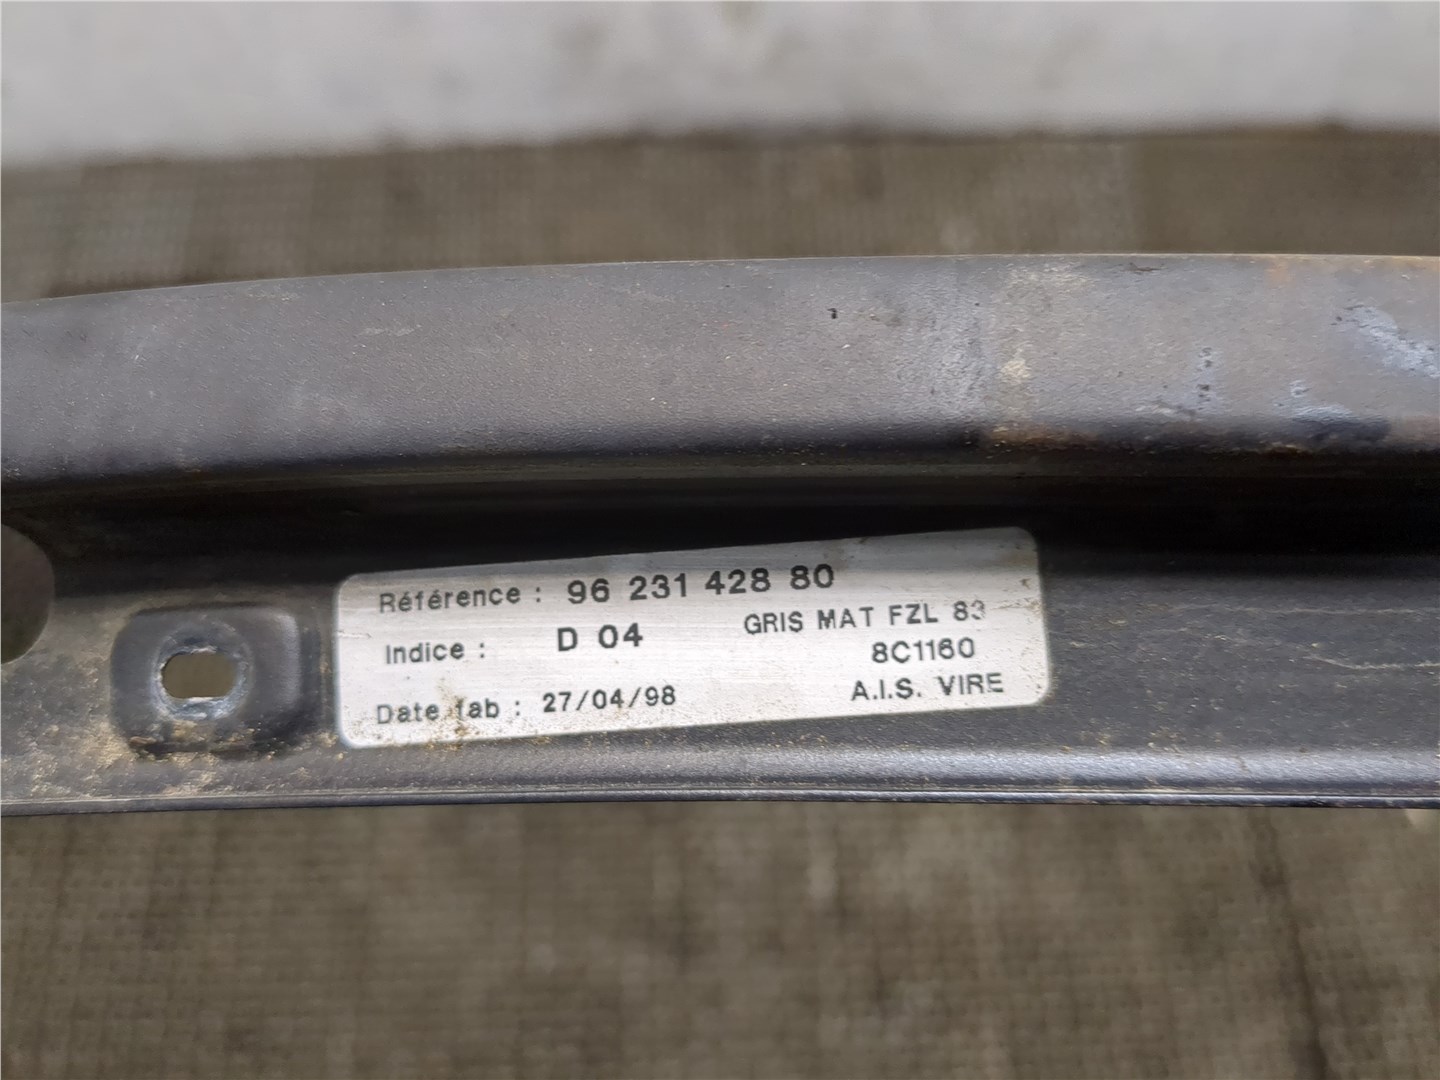 Référence : 96 231 428 80
Indice : D 04
GRIS MAT FZL 83
8C1160
Date fab : 27/04/98
A.I.S. VIRE